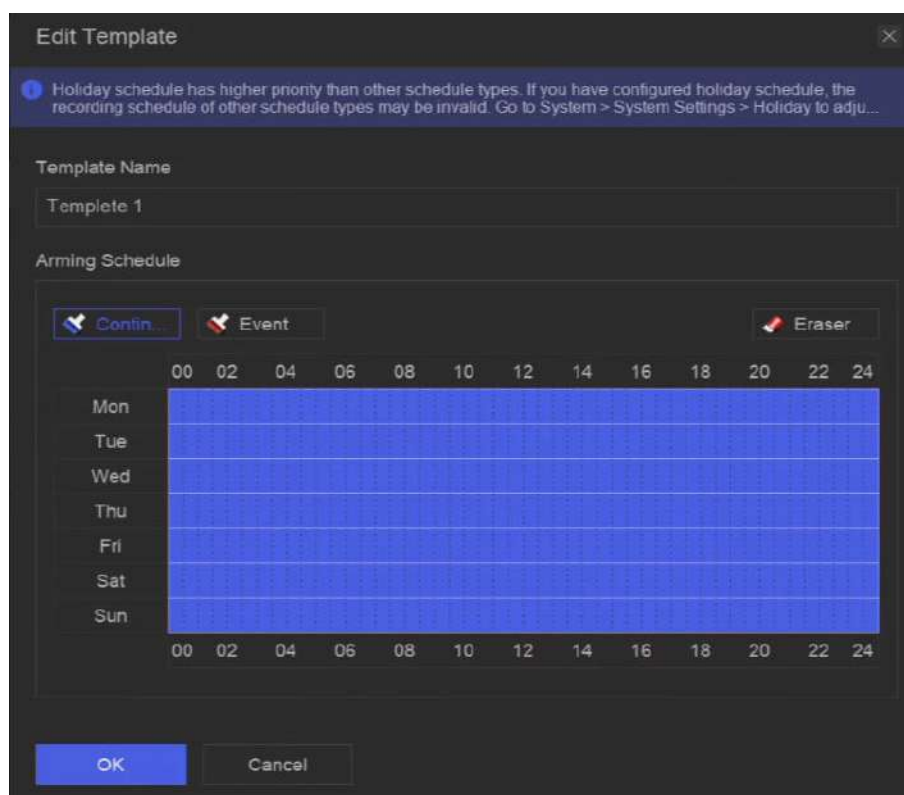 Edit Template
Holiday schedule has higher priority than other schedule types. If you have configured holiday schedule, the
recording schedule of other schedule types may be invalid. Go to System > System Settings > Holiday to adju...
Template Name
Templete 1
Arming Schedule
Contin... Event Eraser
00 02 04 06 08 10 12 14 16 18 20 22 24
Mon
Tue
Wed
Thu
Fri
Sat
Sun
00 02 04 06 08 10 12 14 16 18 20 22 24
OK Cancel